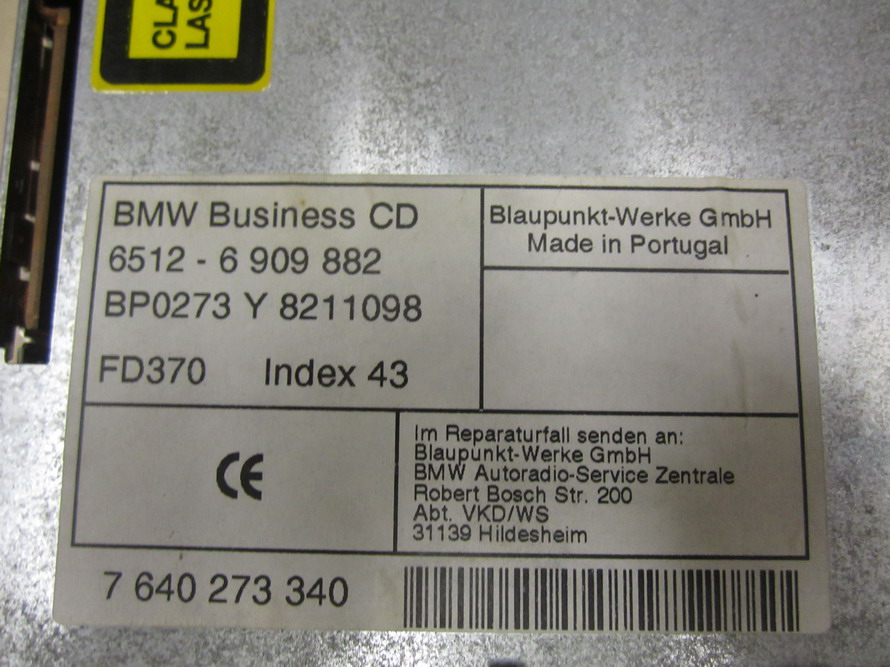 CLA
LAS
BMW Business CD
6512 - 6 909 882
BP0273 Y 8211098
FD370 Index 43
Blaupunkt-Werke GmbH
Made in Portugal
CE
Im Reparaturfall senden an:
Blaupunkt-Werke GmbH
BMW Autoradio-Service Zentrale
Robert Bosch Str. 200
Abt. VKD/WS
31139 Hildesheim
7 640 273 340